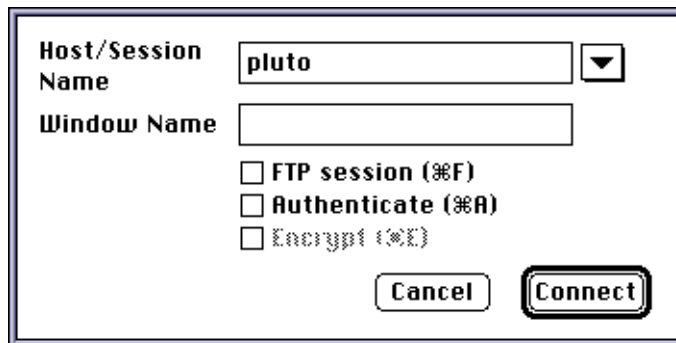 Host/Session
Name
pluto
Window Name
FTP session (⌘F)
Authenticate (⌘A)
Encrypt (⌘E)
Cancel
Connect